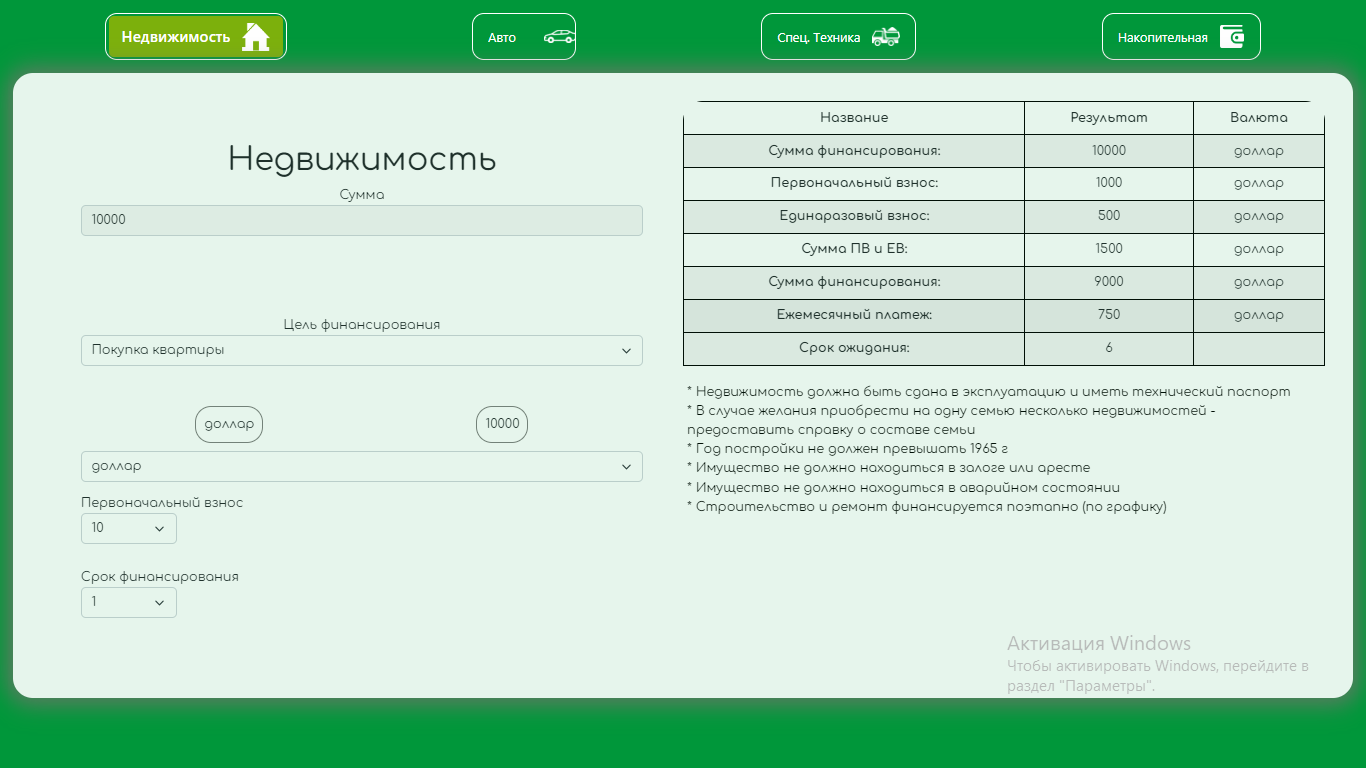 Недвижимость
Авто
Спец. Техника
Накопительная
Недвижимость
Сумма
10000
Цель финансирования
Покупка квартиры
доллар 10000
доллар
Первоначальный взнос
10
Срок финансирования
1
Название Результат Валюта
Сумма финансирования: 10000 доллар
Первоначальный взнос: 1000 доллар
Единаразовый взнос: 500 доллар
Сумма ПВ и ЕВ: 1500 доллар
Сумма финансирования: 9000 доллар
Ежемесячный платеж: 750 доллар
Срок ожидания: 6
* Недвижимость должна быть сдана в эксплуатацию и иметь технический паспорт
* В случае желания приобрести на одну семью несколько недвижимостей -
предоставить справку о составе семьи
* Год постройки не должен превышать 1965 г
* Имущество не должно находиться в залоге или аресте
* Имущество не должно находиться в аварийном состоянии
* Строительство и ремонт финансируется поэтапно (по графику)
Активация Windows
Чтобы активировать Windows, перейдите в
раздел "Параметры".